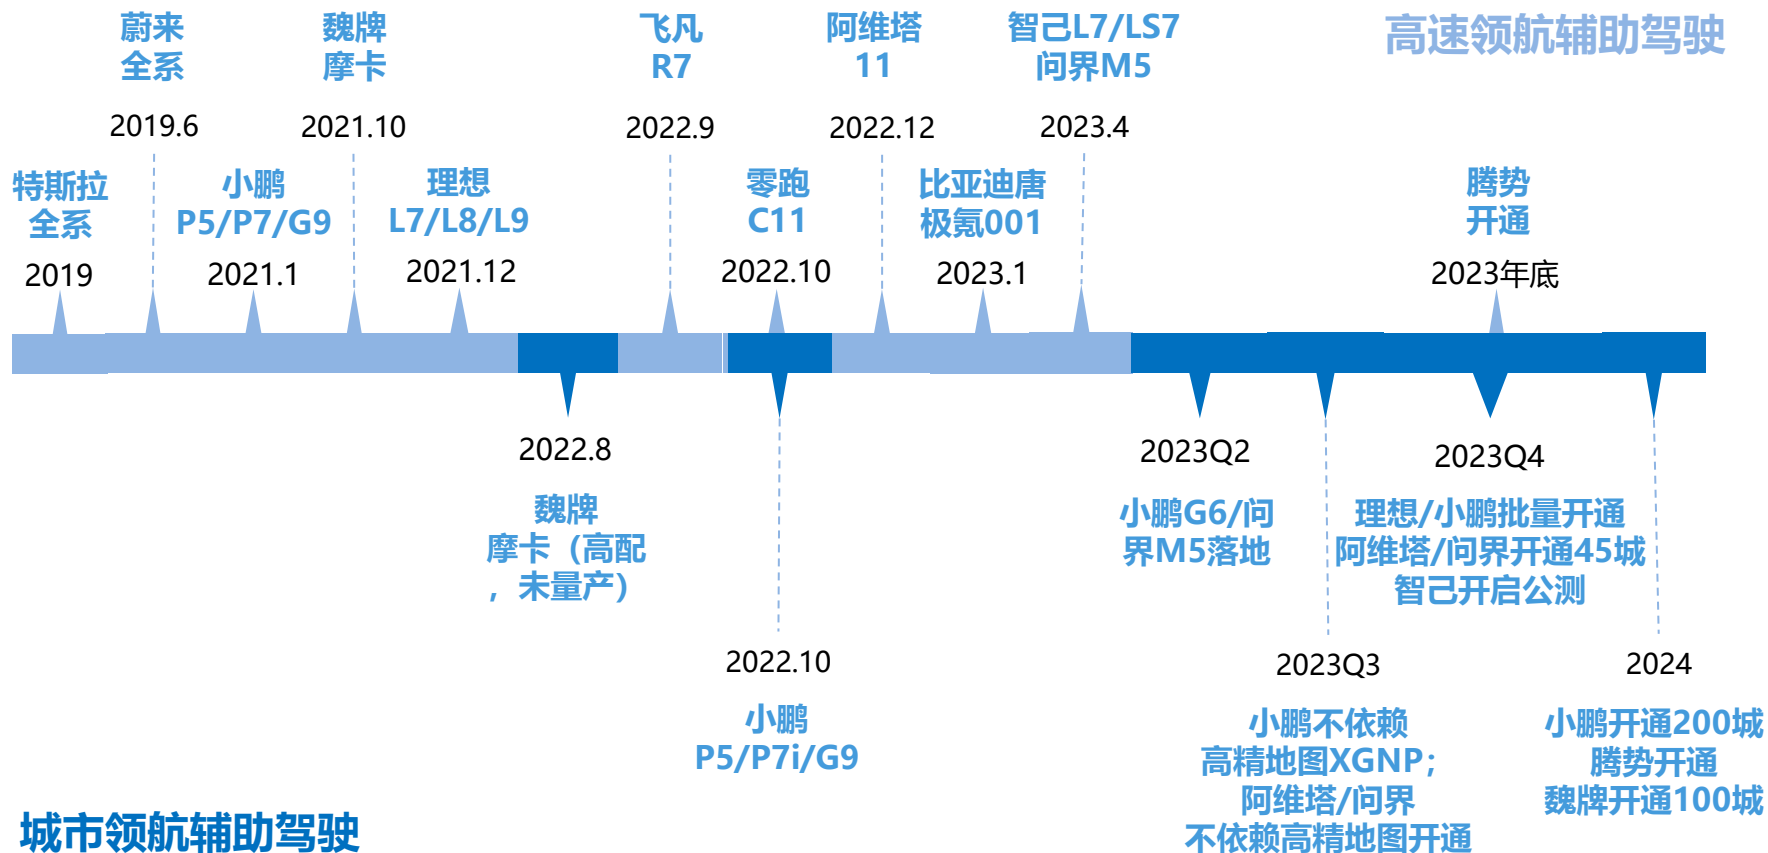 高速领航辅助驾驶
特斯拉
全系
2019
蔚来
全系
2019.6
小鹏
P5/P7/G9
2021.1
魏牌
摩卡
2021.10
理想
L7/L8/L9
2021.12
飞凡
R7
2022.9
零跑
C11
2022.10
阿维塔
11
2022.12
比亚迪唐
极氪001
2023.1
智己L7/LS7
问界M5
2023.4
腾势
开通
2023年底
2022.8
魏牌
摩卡（高配
，未量产）
2022.10
小鹏
P5/P7i/G9
2023Q2
小鹏G6/问
界M5落地
2023Q3
小鹏不依赖
高精地图XGNP；
阿维塔/问界
不依赖高精地图开通
2023Q4
理想/小鹏批量开通
阿维塔/问界开通45城
智己开启公测
2024
小鹏开通200城
腾势开通
魏牌开通100城
城市领航辅助驾驶